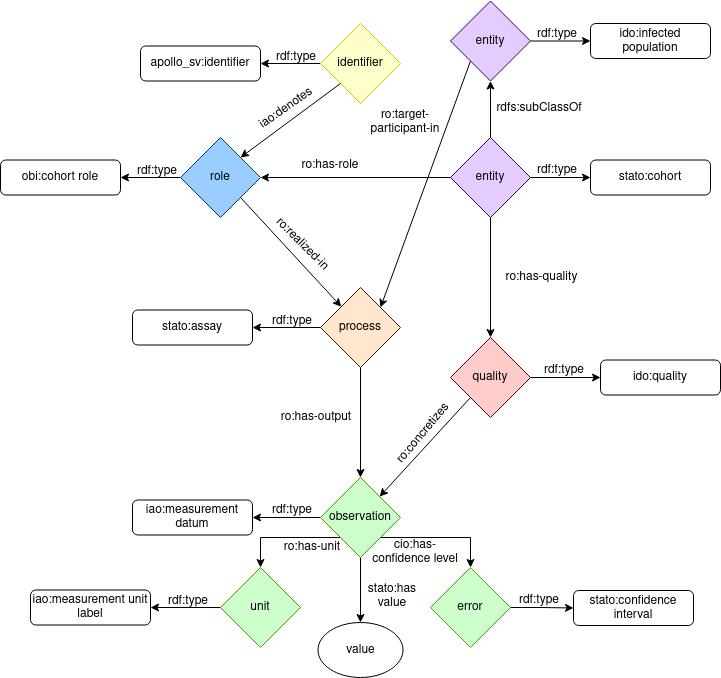 entity
rdf:type
ido:infected
population
apollo_sv:identifier
rdf:type
identifier
iao:denotes
ro:target-
participant-in
rdfs:subClassOf
obi:cohort role
rdf:type
role
ro:has-role
entity
rdf:type
stato:cohort
ro:realized-in
ro:has-quality
stato:assay
rdf:type
process
quality
rdf:type
ido:quality
ro:has-output
ro:concretizes
iao:measurement
datum
rdf:type
observation
ro:has-unit
cio:has-
confidence level
iao:measurement unit
label
rdf:type
unit
stato:has
value
error
rdf:type
stato:confidence
interval
value